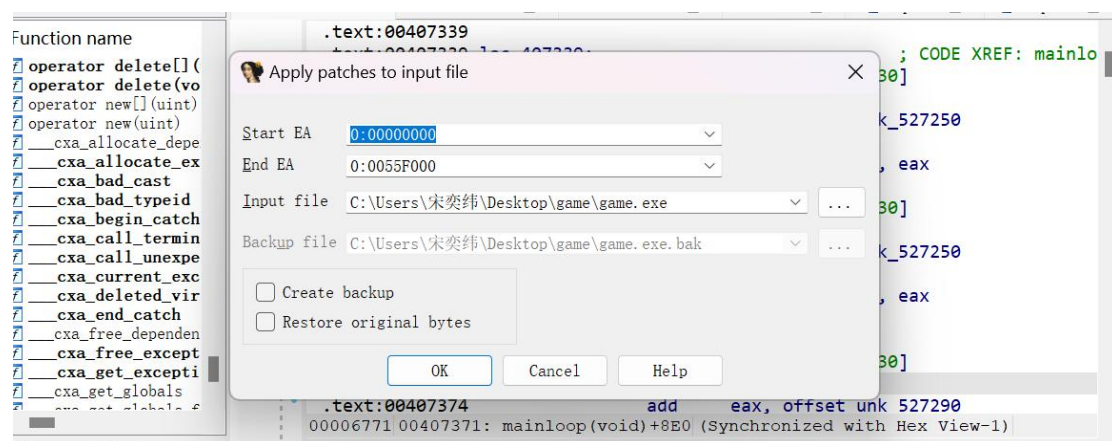 Function name
operator delete[](
operator delete(vo
operator new[](uint)
operator new(uint)
___cxa_allocate_depe
___cxa_allocate_ex
___cxa_bad_cast
___cxa_bad_typeid
___cxa_begin_catch
___cxa_call_termin
___cxa_call_unexpe
___cxa_current_exc
___cxa_deleted_vir
___cxa_end_catch
___cxa_free_dependen
___cxa_free_except
___cxa_get_excepti
___cxa_get_globals
.text:00407339
; CODE XREF: mainlo
30]
k_527250
, eax
30]
k_527250
, eax
30]
.text:00407374 add eax, offset unk_527290
00006771 00407371: mainloop(void)+8E0 (Synchronized with Hex View-1)
Apply patches to input file
Start EA 0:00000000
End EA 0:0055F000
Input file C:\Users\宋奕纬\Desktop\game\game.exe ...
Backup file C:\Users\宋奕纬\Desktop\game\game.exe.bak ...
Create backup
Restore original bytes
OK Cancel Help